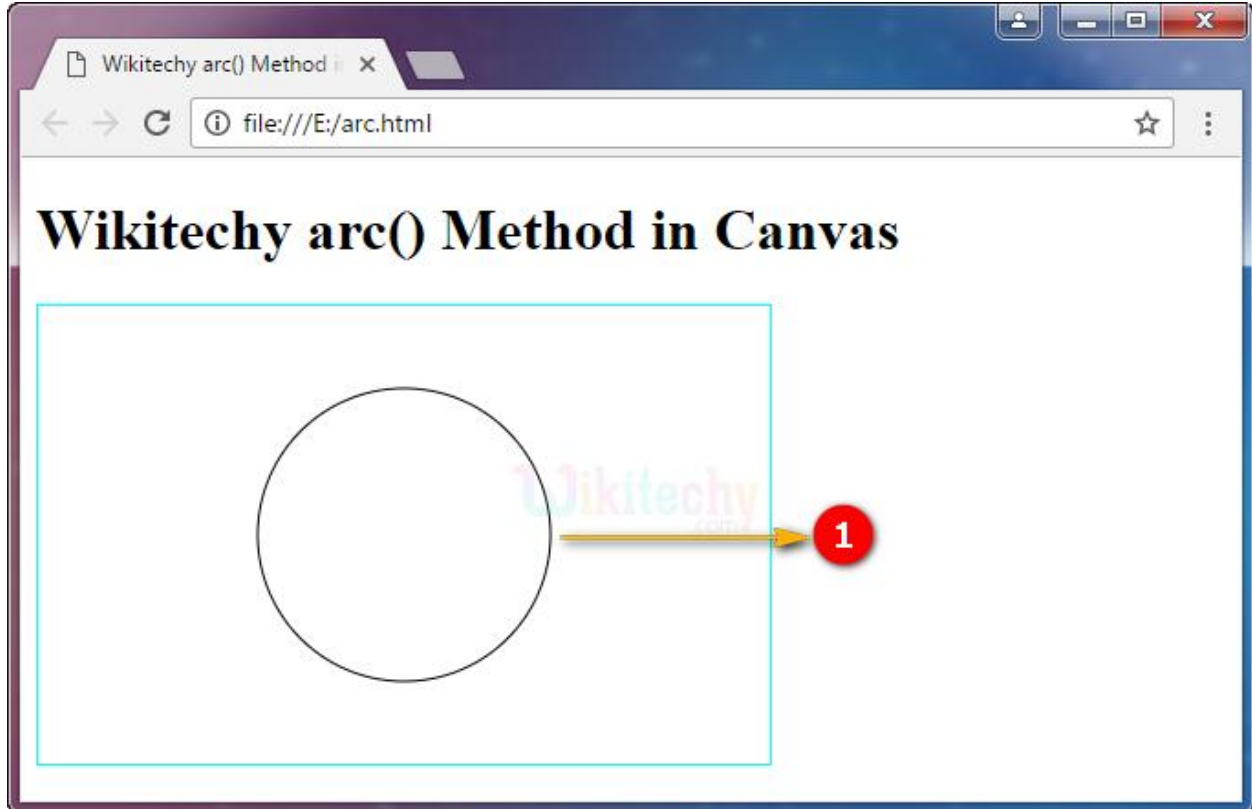 Wikitechy arc() Method i
file:///E:/arc.html
Wikitechy arc() Method in Canvas
Wikitechy
.com
1